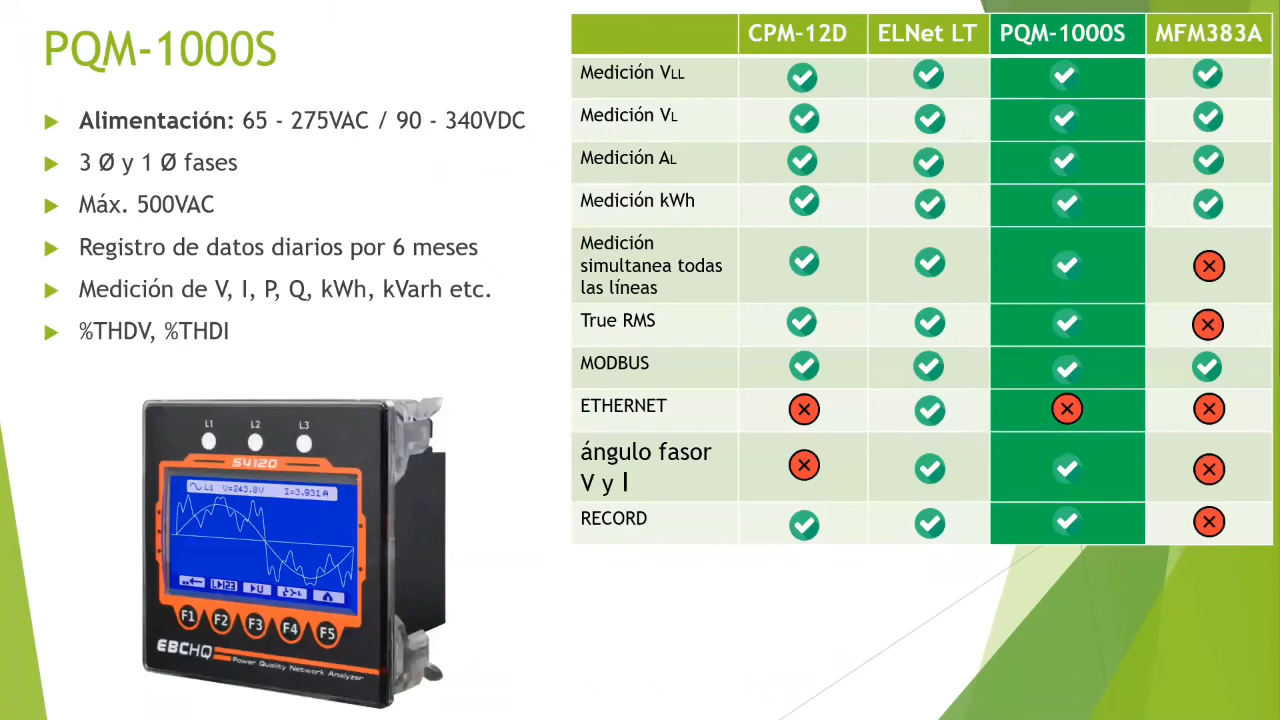 PQM-1000S
Alimentación: 65 - 275VAC / 90 - 340VDC
3 Ø y 1 Ø fases
Máx. 500VAC
Registro de datos diarios por 6 meses
Medición de V, I, P, Q, kWh, kVarh etc.
%THDV, %THDI
CPM-12D ELNet LT PQM-1000S MFM383A
Medición VLL
Medición VL
Medición AL
Medición kWh
Medición
simultanea todas
las líneas
True RMS
MODBUS
ETHERNET
ángulo fasor
V y I
RECORD
L1 L2 L3
S4120
L1 V=243.8V I=3.931A
F1 F2 F3 F4 F5
EBCHQ
Power Quality Network Analyzer